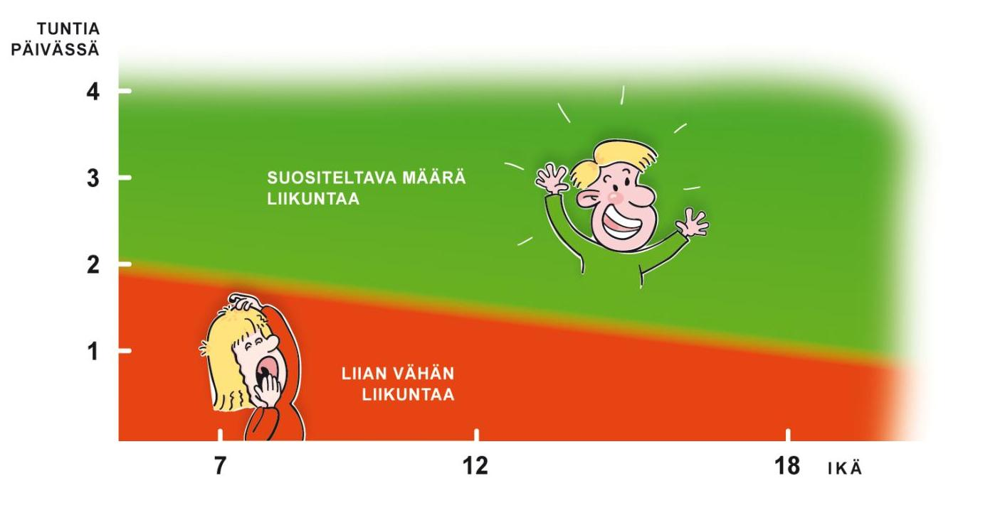 TUNTIA
PÄIVÄSSÄ
4
3
2
1
SUOSITELTAVA MÄÄRÄ
LIIKUNTAA
LIIAN VÄHÄN
LIIKUNTAA
7
12
18
IKÄ